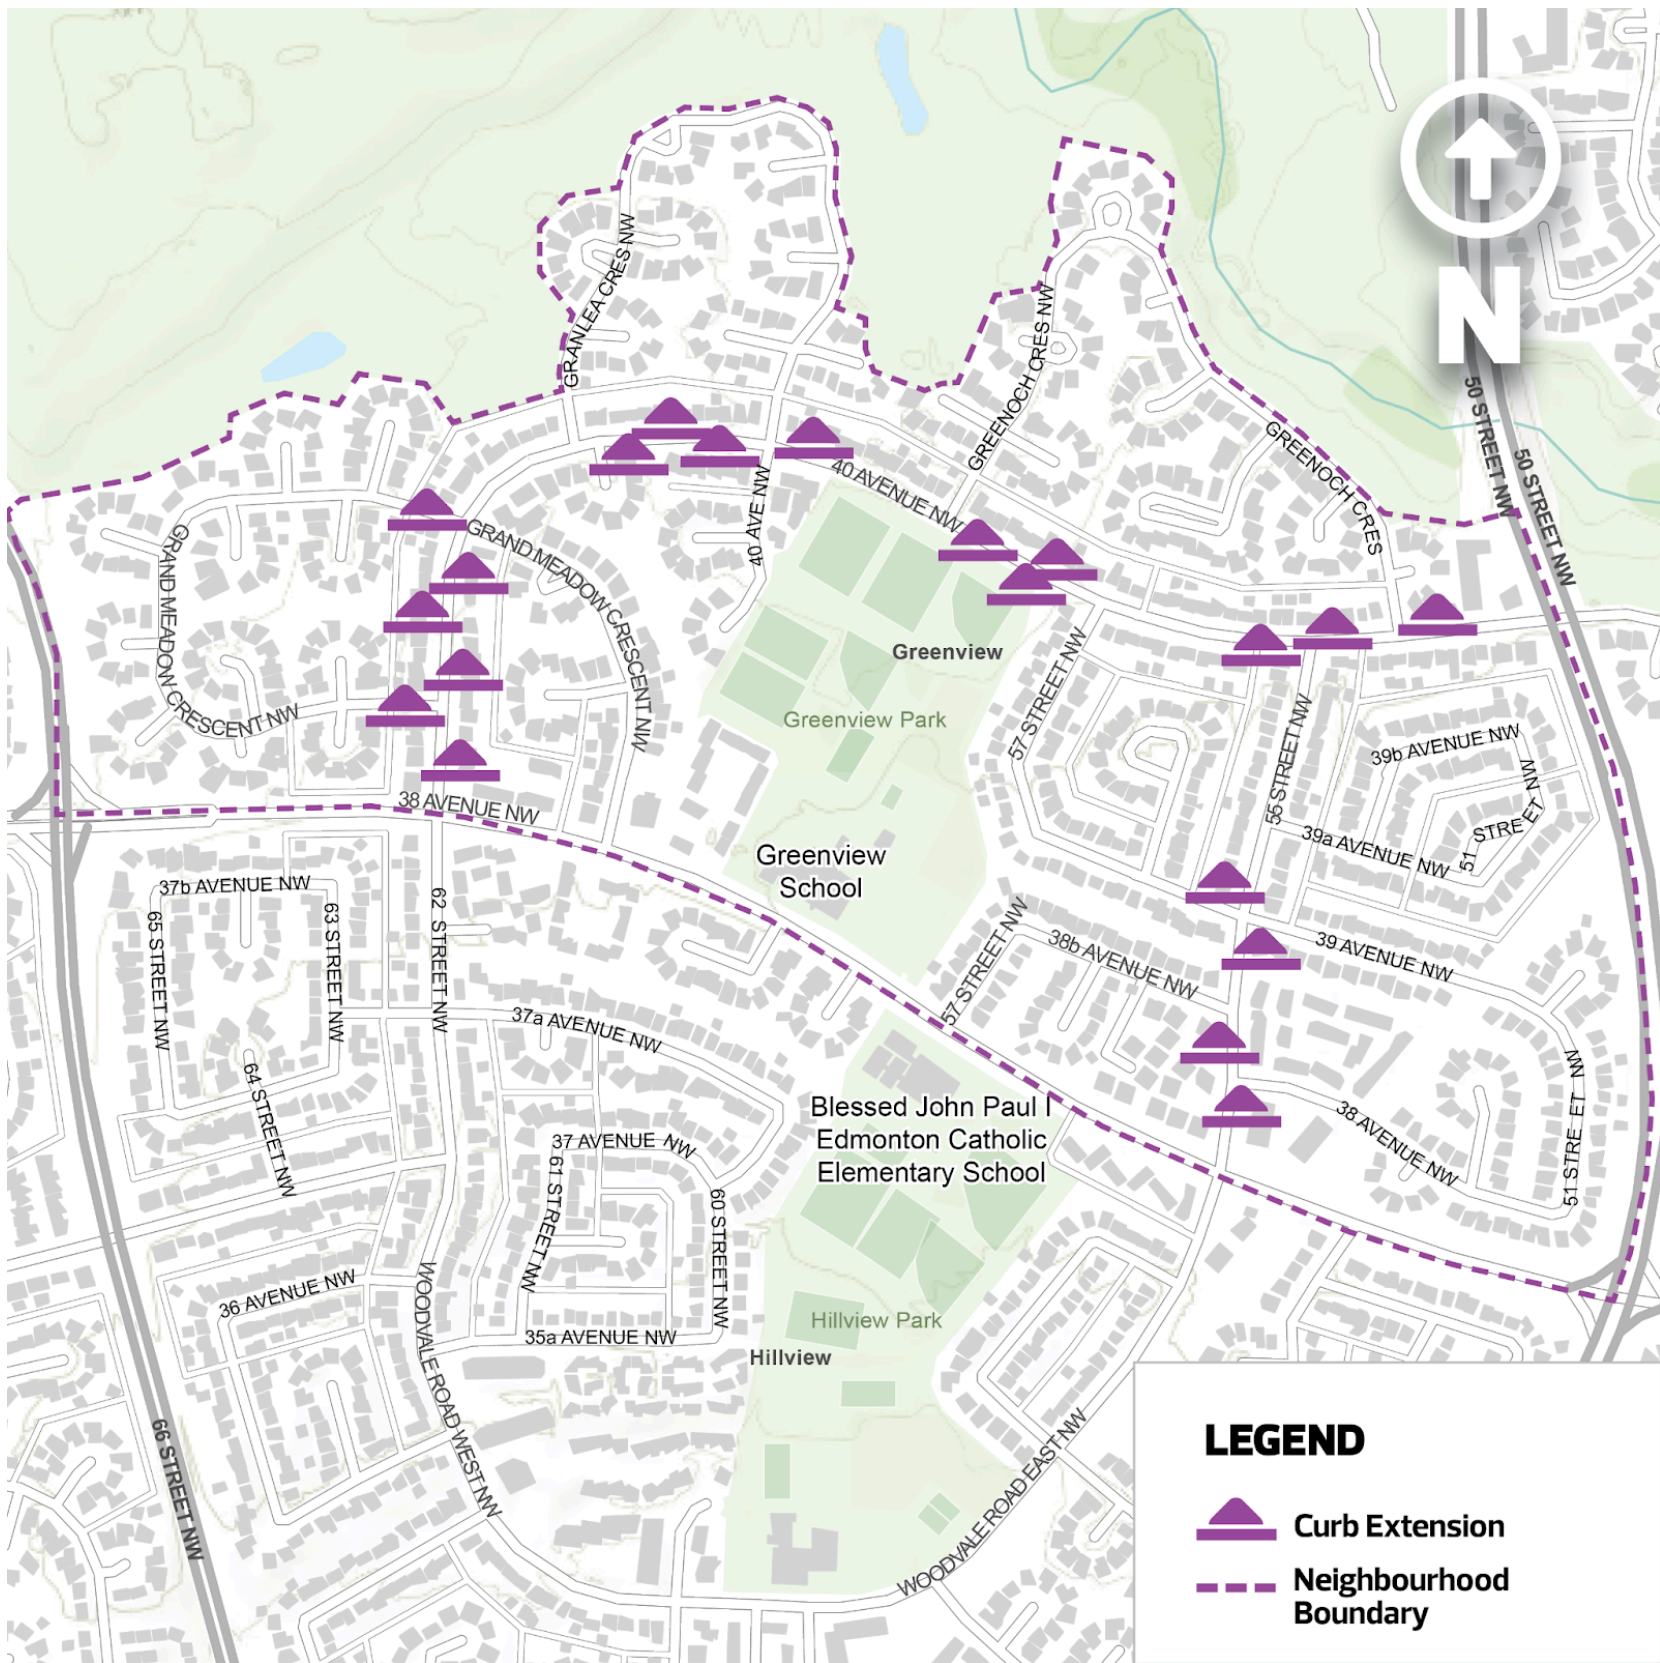 N
50 STREET NW
50 STREET NW
GRANLEA CRES NW
GREENOCH CRES NW
GREENOCH CRES
40 AVENUE NW
40 AVE NW
GRAND MEADOW CRESCENT NW
GRAND MEADOW CRESCENT NW
Greenview
57 STREET NW
Greenview Park
55 STREET NW
39b AVENUE NW
51 STREET NW
39a AVENUE NW
38 AVENUE NW
Greenview
School
37b AVENUE NW
65 STREET NW
63 STREET NW
62 STREET NW
57 STREET NW
38b AVENUE NW
39 AVENUE NW
37a AVENUE NW
64 STREET NW
51 STREET NW
38 AVENUE NW
Blessed John Paul I
Edmonton Catholic
Elementary School
37 AVENUE NW
61 STREET NW
60 STREET NW
36 AVENUE NW
35a AVENUE NW
Hillview Park
Hillview
WOODVALE ROAD WEST NW
WOODVALE ROAD EAST NW
66 STREET NW
LEGEND
Curb Extension
Neighbourhood
Boundary